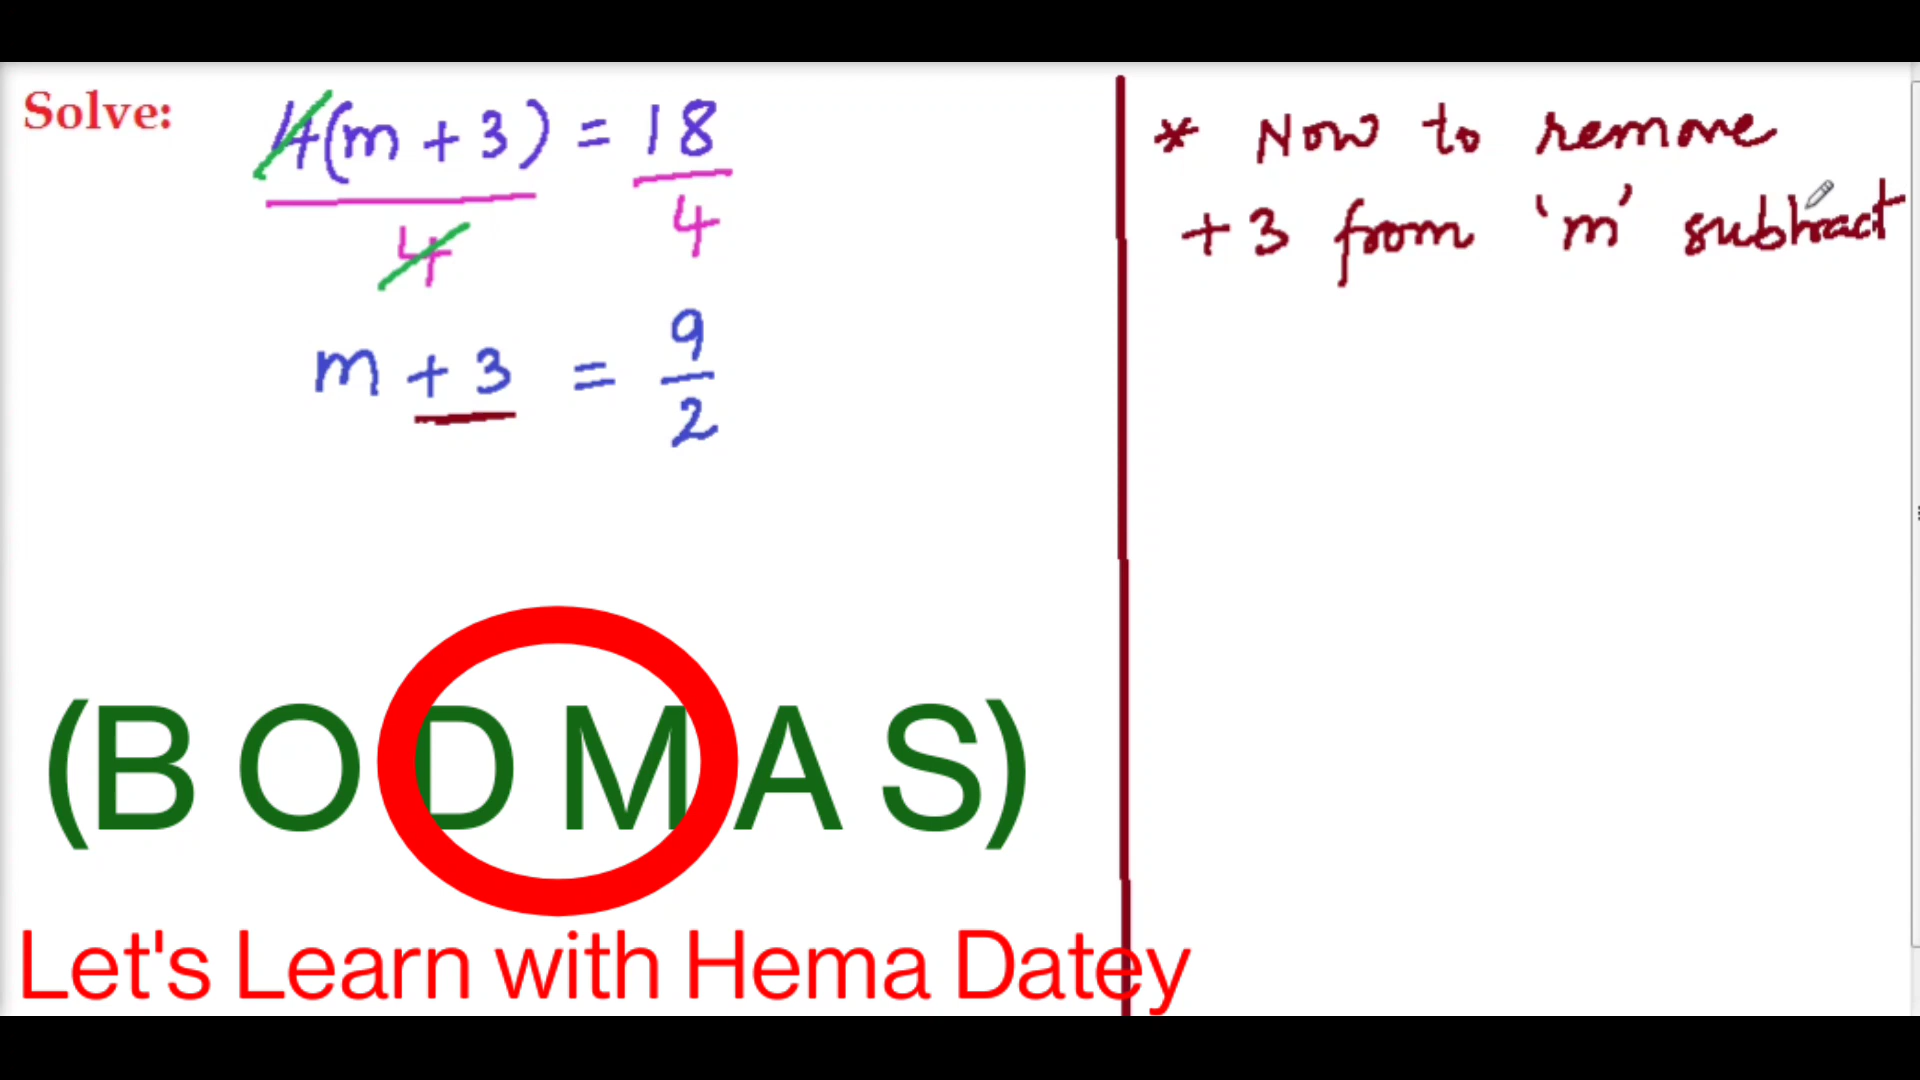 Solve:
4(m + 3) = 18
4 4
m + 3 = 9
2
* Now to remove
+3 from 'm' subtract
(B O D M A S)
Let's Learn with Hema Datey